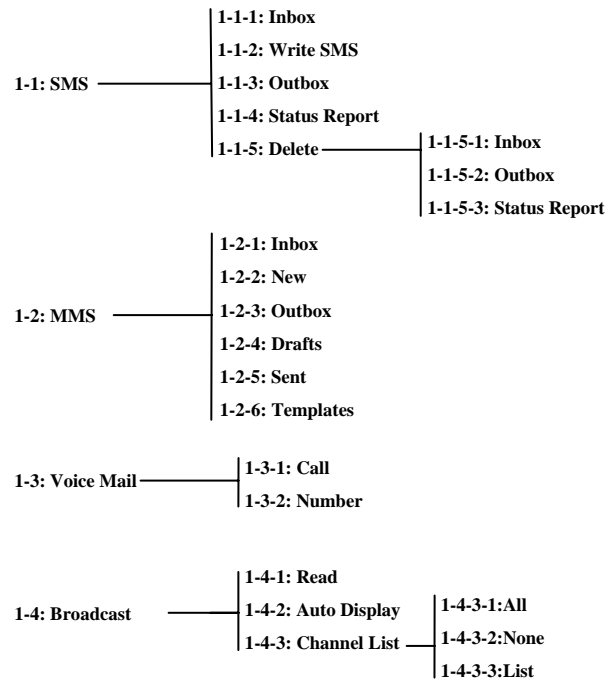 1-1: SMS
1-1-1: Inbox
1-1-2: Write SMS
1-1-3: Outbox
1-1-4: Status Report
1-1-5: Delete
1-1-5-1: Inbox
1-1-5-2: Outbox
1-1-5-3: Status Report
1-2: MMS
1-2-1: Inbox
1-2-2: New
1-2-3: Outbox
1-2-4: Drafts
1-2-5: Sent
1-2-6: Templates
1-3: Voice Mail
1-3-1: Call
1-3-2: Number
1-4: Broadcast
1-4-1: Read
1-4-2: Auto Display
1-4-3: Channel List
1-4-3-1:All
1-4-3-2:None
1-4-3-3:List